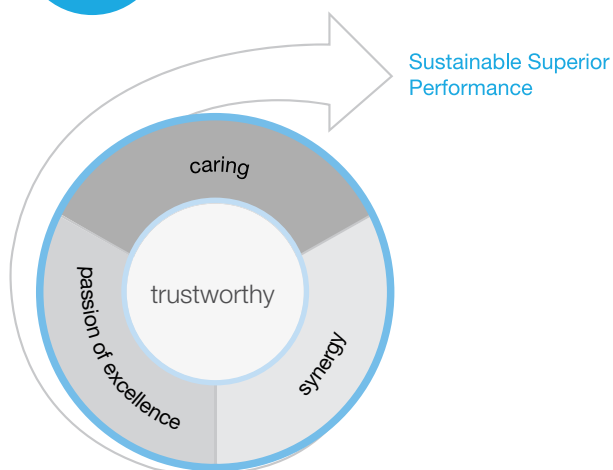 Sustainable Superior
Performance
caring
trustworthy
passion of excellence
synergy